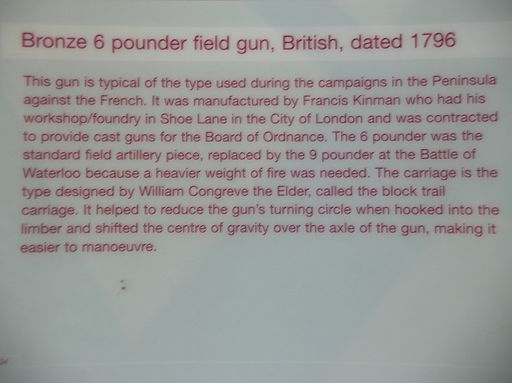 Bronze 6 pounder field gun, British, dated 1796
This gun is typical of the type used during the campaigns in the Peninsula
against the French. It was manufactured by Francis Kinman who had his
workshop/foundry in Shoe Lane in the City of London and was contracted
to provide cast guns for the Board of Ordnance. The 6 pounder was the
standard field artillery piece, replaced by the 9 pounder at the Battle of
Waterloo because a heavier weight of fire was needed. The carriage is the
type designed by William Congreve the Elder, called the block trail
carriage. It helped to reduce the gun's turning circle when hooked into the
limber and shifted the centre of gravity over the axle of the gun, making it
easier to manoeuvre.